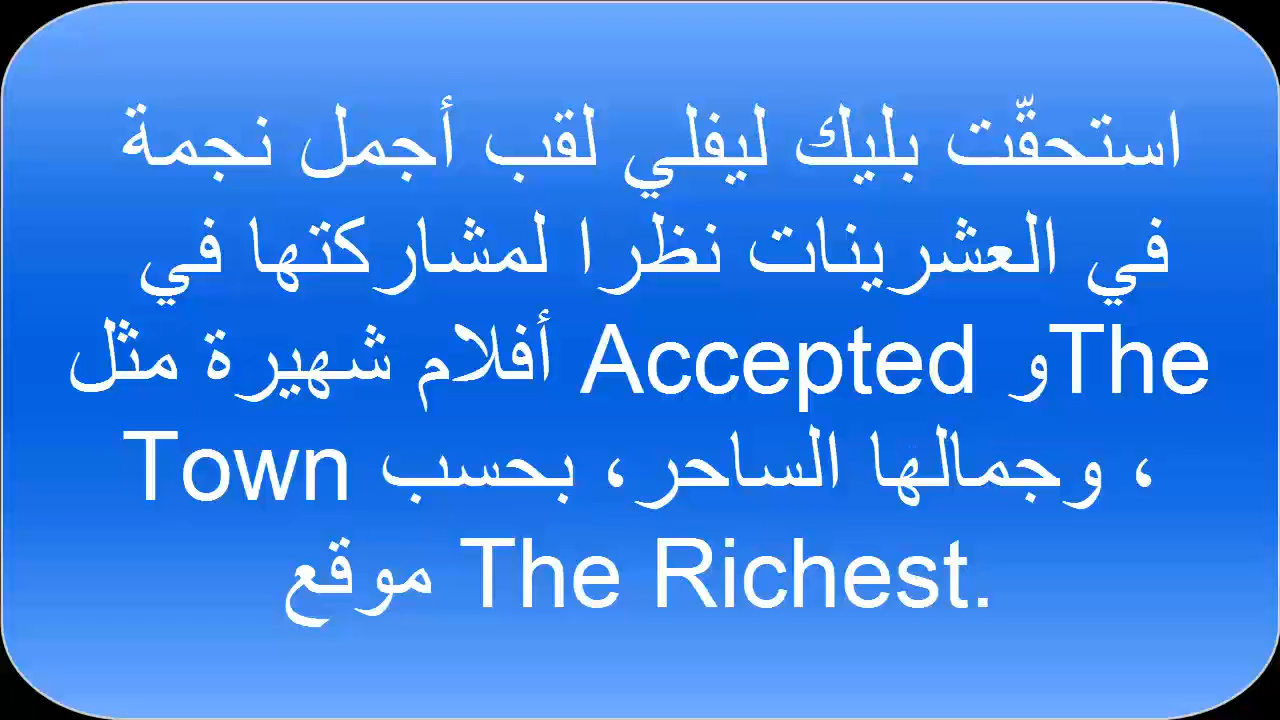 استحقّت بليك ليفلي لقب أجمل نجمة
في العشرينات نظرا لمشاركتها في
أفلام شهيرة مثل Accepted وThe
Town ، وجمالها الساحر، بحسب
موقع The Richest.